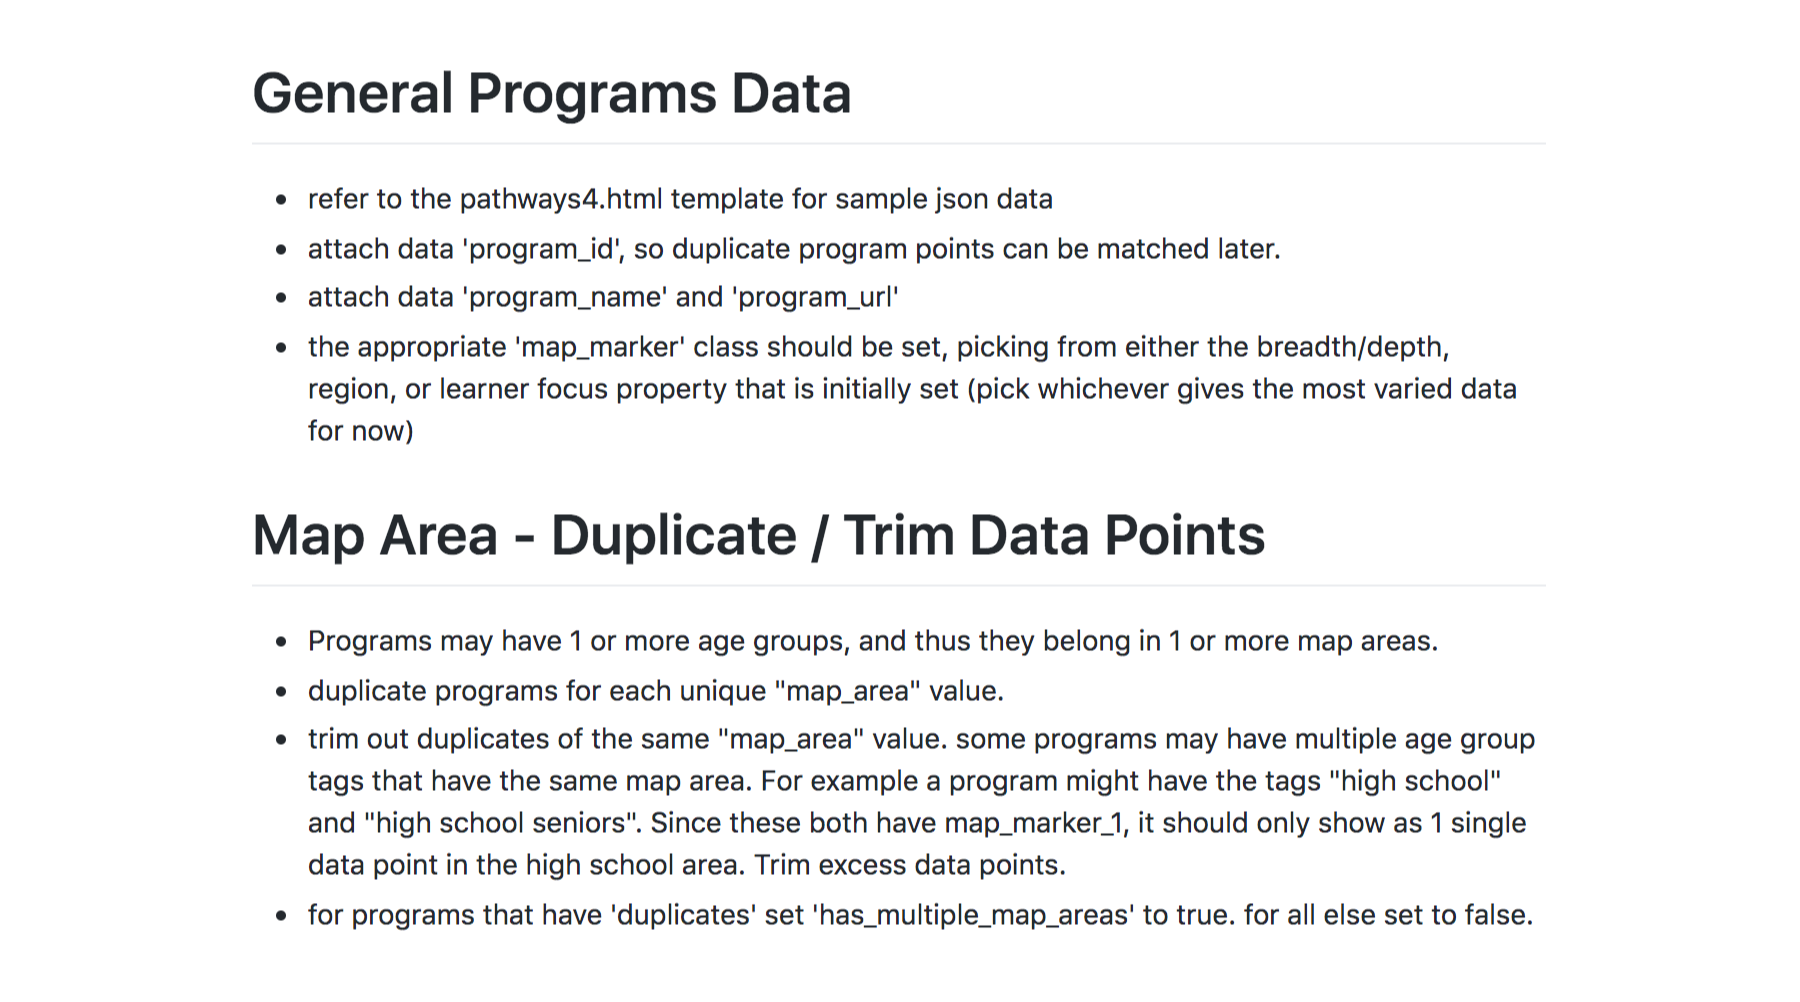 General Programs Data
refer to the pathways4.html template for sample json data
attach data 'program_id', so duplicate program points can be matched later.
attach data 'program_name' and 'program_url'
the appropriate 'map_marker' class should be set, picking from either the breadth/depth,
region, or learner focus property that is initially set (pick whichever gives the most varied data
for now)
Map Area - Duplicate / Trim Data Points
Programs may have 1 or more age groups, and thus they belong in 1 or more map areas.
duplicate programs for each unique "map_area" value.
trim out duplicates of the same "map_area" value. some programs may have multiple age group
tags that have the same map area. For example a program might have the tags "high school"
and "high school seniors". Since these both have map_marker_1, it should only show as 1 single
data point in the high school area. Trim excess data points.
for programs that have 'duplicates' set 'has_multiple_map_areas' to true. for all else set to false.